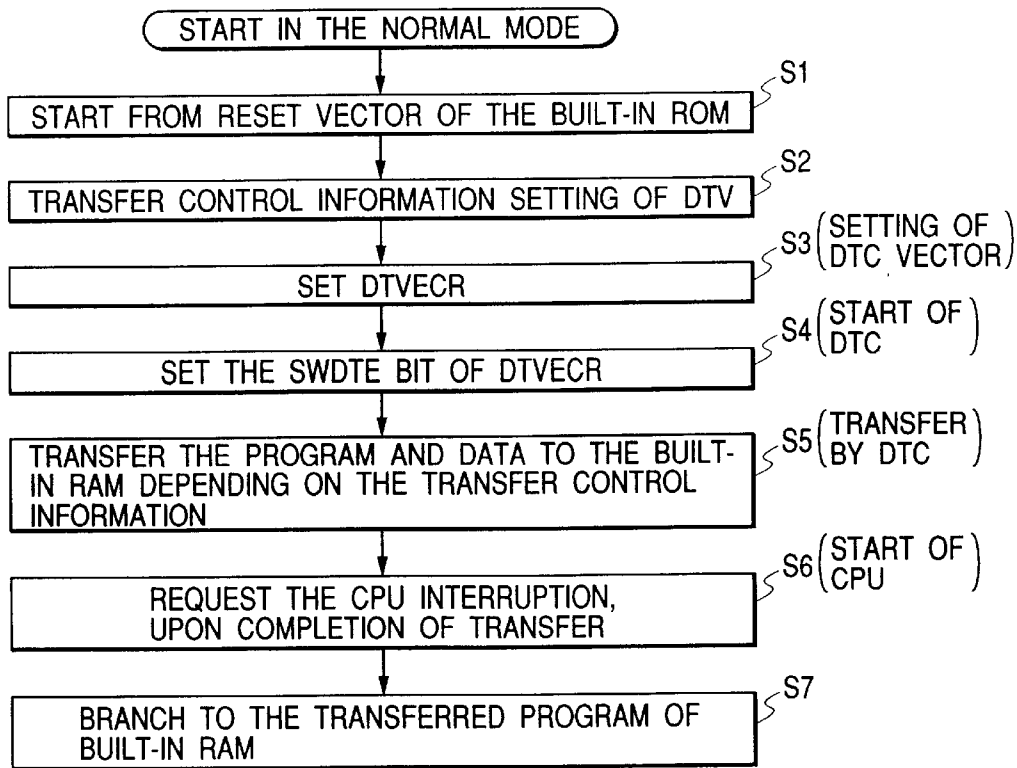 START IN THE NORMAL MODE
S1
START FROM RESET VECTOR OF THE BUILT-IN ROM
S2
TRANSFER CONTROL INFORMATION SETTING OF DTV
S3 (SETTING OF
DTC VECTOR)
SET DTVECR
S4 (START OF
DTC)
SET THE SWDTE BIT OF DTVECR
S5 (TRANSFER
BY DTC)
TRANSFER THE PROGRAM AND DATA TO THE BUILT-
IN RAM DEPENDING ON THE TRANSFER CONTROL
INFORMATION
S6 (START OF
CPU)
REQUEST THE CPU INTERRUPTION,
UPON COMPLETION OF TRANSFER
S7
BRANCH TO THE TRANSFERRED PROGRAM OF
BUILT-IN RAM